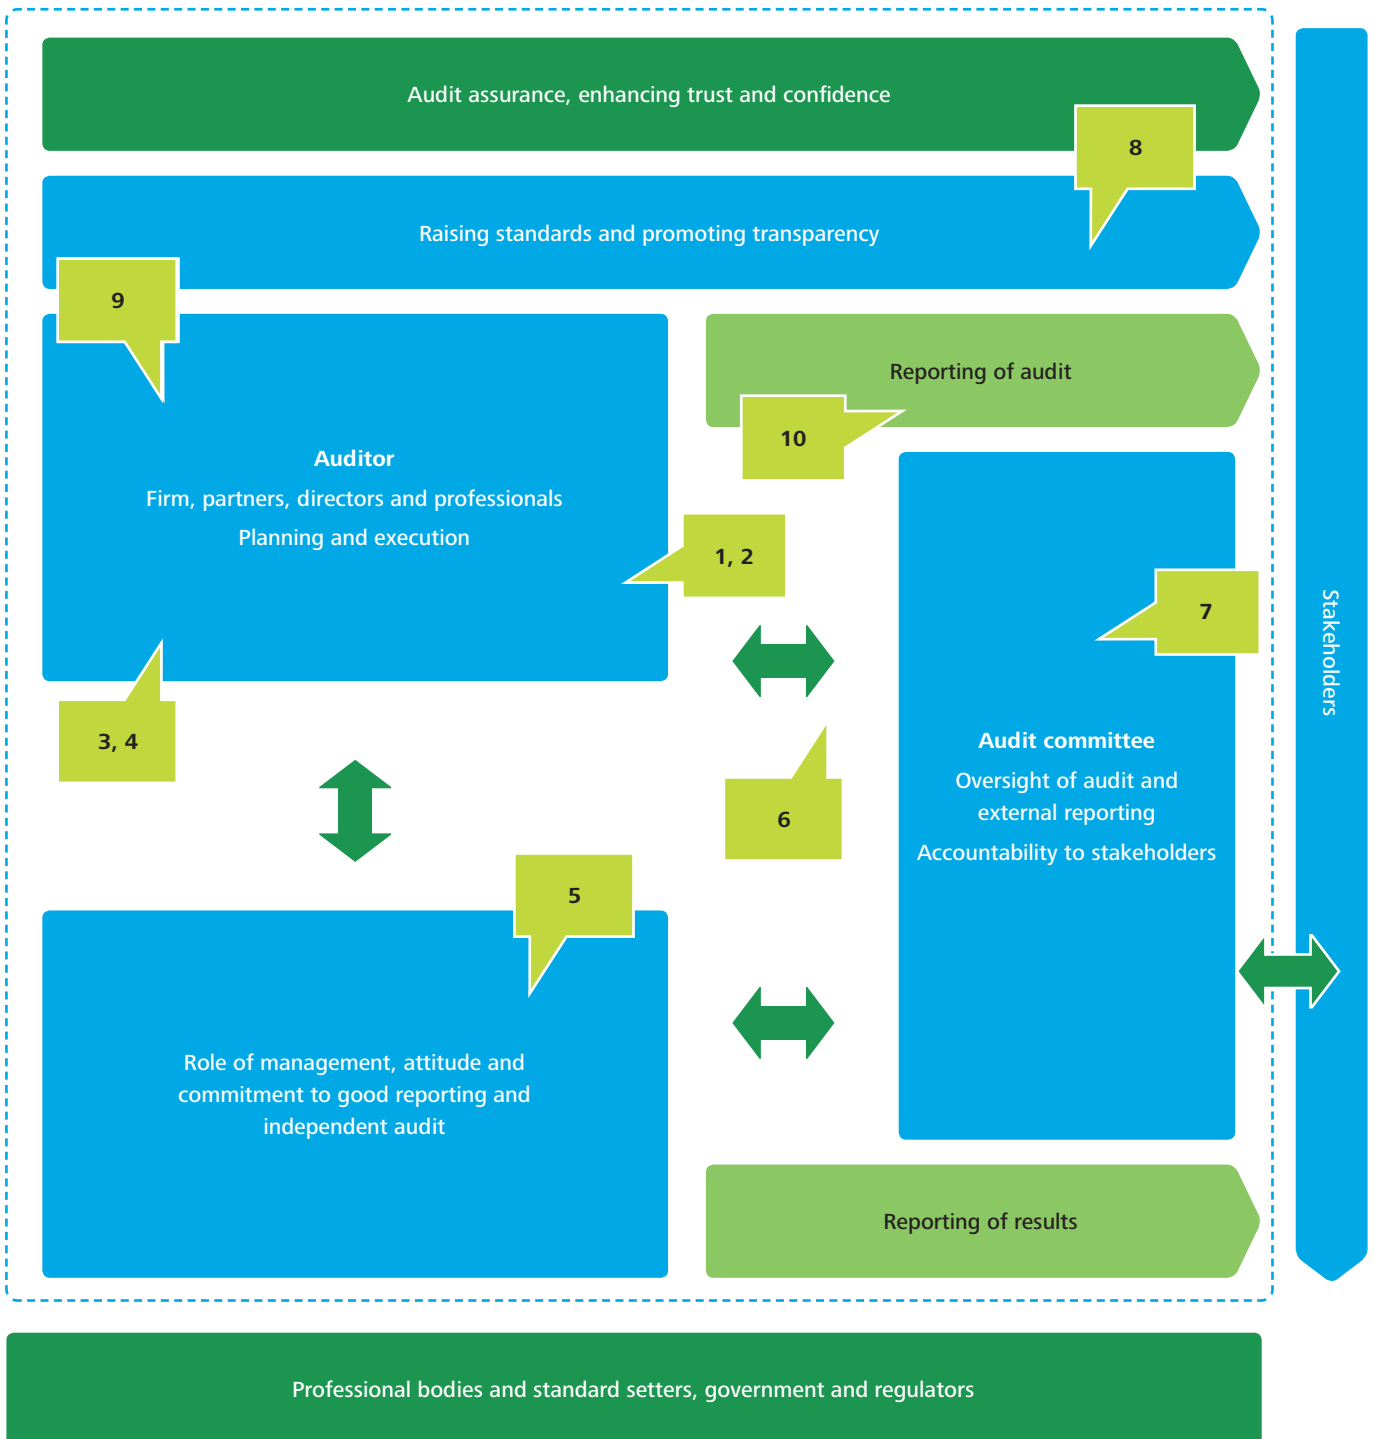 Audit assurance, enhancing trust and confidence
8
Raising standards and promoting transparency
9
Reporting of audit
10
Auditor
Firm, partners, directors and professionals
Planning and execution
1, 2
7
Stakeholders
3, 4
6
Audit committee
Oversight of audit and
external reporting
Accountability to stakeholders
5
Role of management, attitude and
commitment to good reporting and
independent audit
Reporting of results
Professional bodies and standard setters, government and regulators